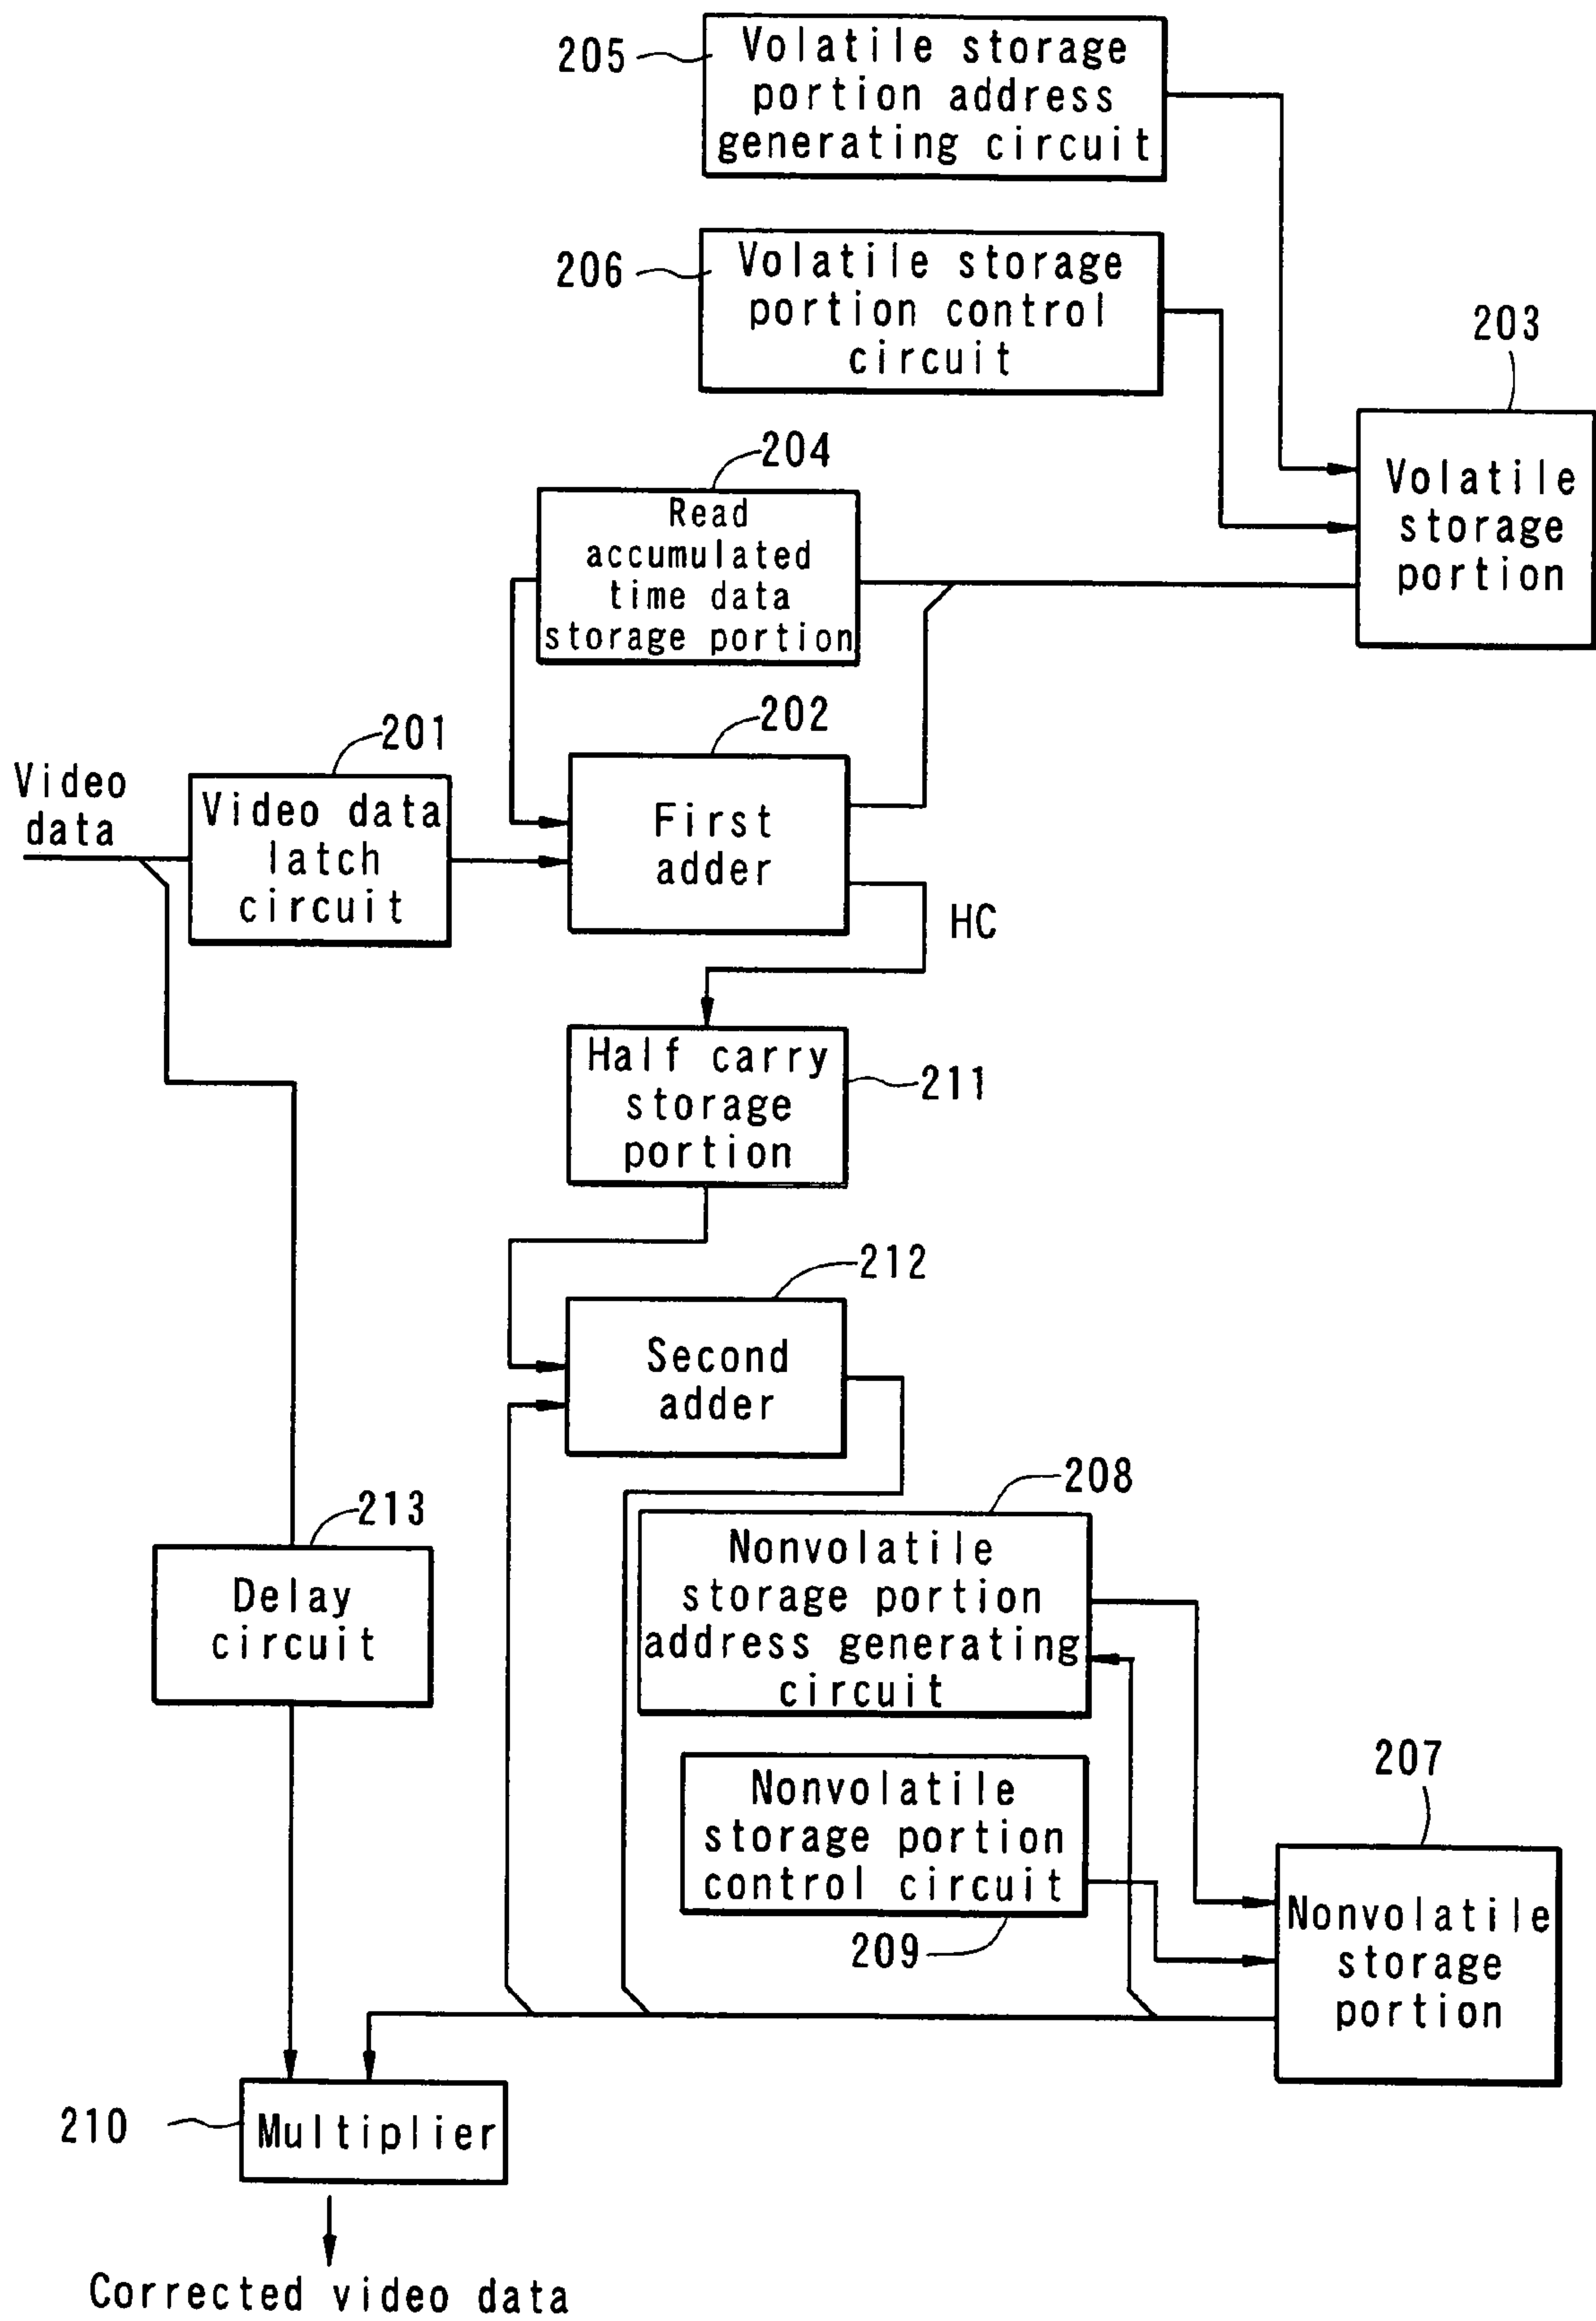 205
Volatile storage
portion address
generating circuit
206
Volatile storage
portion control
circuit
203
Volatile
storage
portion
204
Read
accumulated
time data
storage portion
202
First
adder
201
Video
data
Video data
latch
circuit
HC
Half carry
storage
portion
211
212
Second
adder
208
Nonvolatile
storage portion
address generating
circuit
213
Delay
circuit
Nonvolatile
storage portion
control circuit
209
207
Nonvolatile
storage
portion
210
Multiplier
Corrected video data